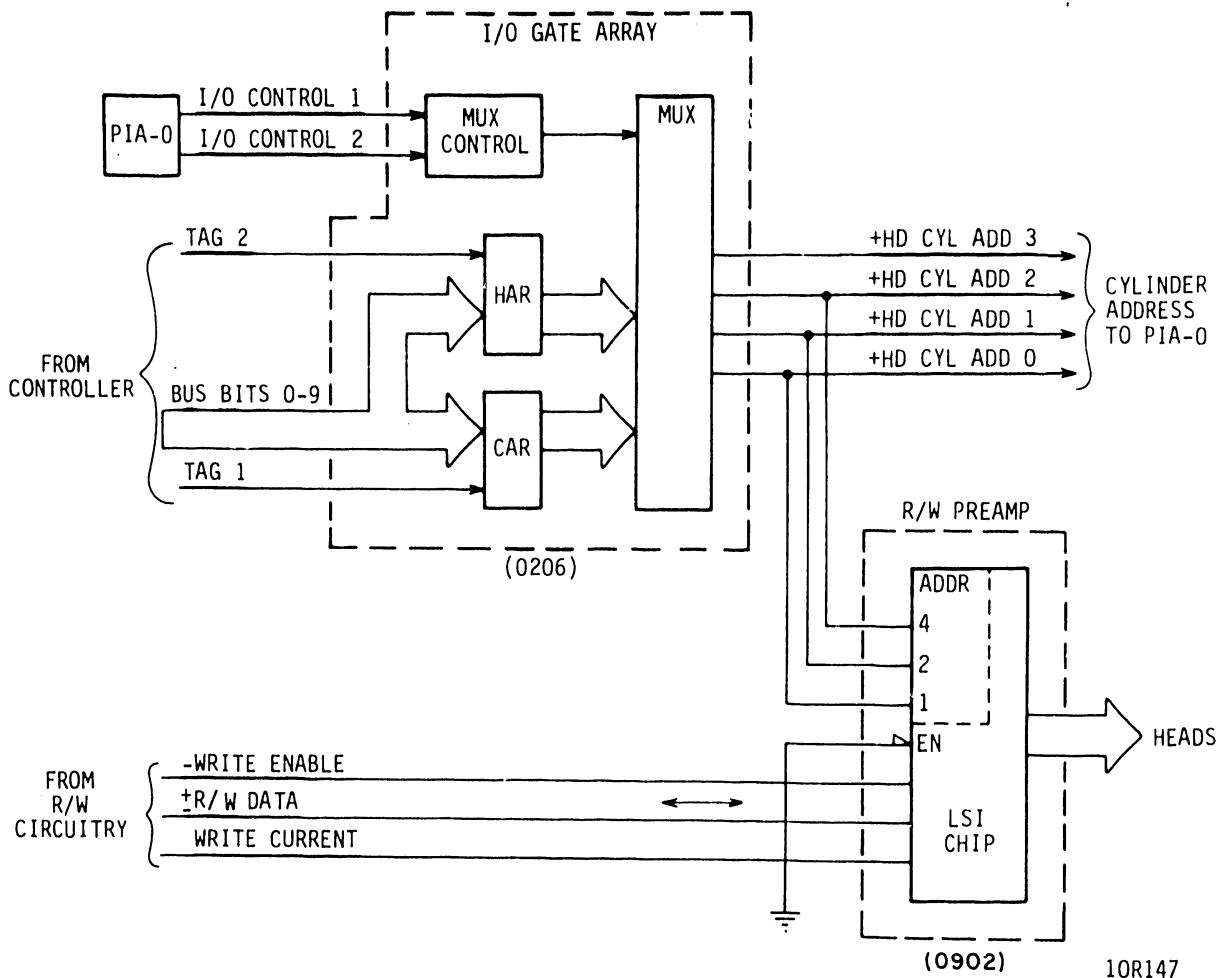 I/O GATE ARRAY
PIA-0
I/O CONTROL 1
I/O CONTROL 2
MUX
CONTROL
MUX
TAG 2
HAR
FROM
CONTROLLER
BUS BITS 0-9
CAR
TAG 1
(0206)
+HD CYL ADD 3
+HD CYL ADD 2
+HD CYL ADD 1
+HD CYL ADD 0
CYLINDER
ADDRESS
TO PIA-0
R/W PREAMP
ADDR
4
2
1
EN
LSI
CHIP
HEADS
FROM
R/W
CIRCUITRY
-WRITE ENABLE
±R/W DATA
WRITE CURRENT
(0902)
10R147